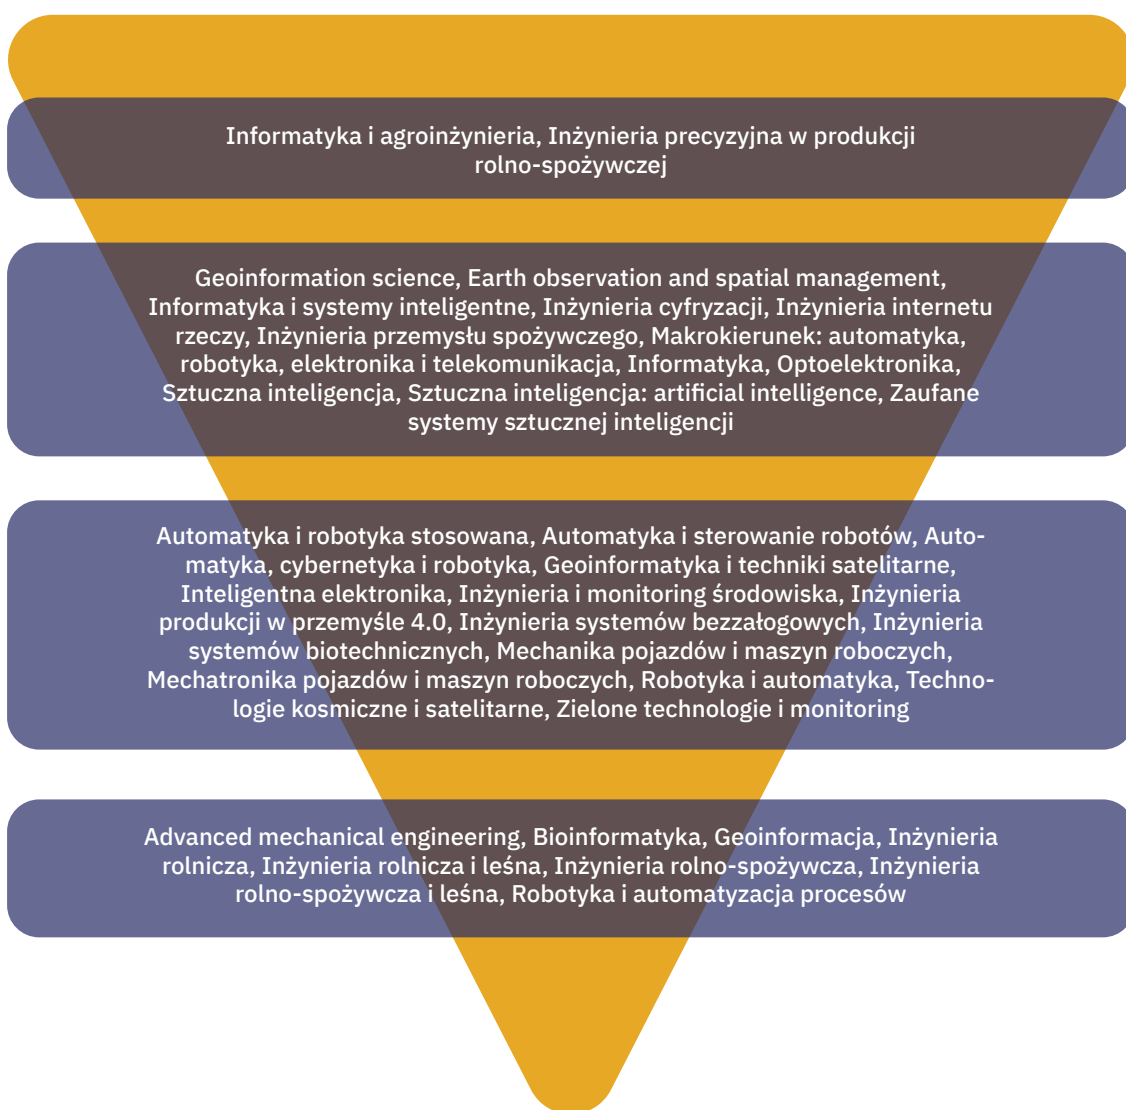 Informatyka i agroinżynieria, Inżynieria precyzyjna w produkcji
rolno-spożywczej
Geoinformation science, Earth observation and spatial management,
Informatyka i systemy inteligentne, Inżynieria cyfryzacji, Inżynieria internetu
rzeczy, Inżynieria przemysłu spożywczego, Makrokierunek: automatyka,
robotyka, elektronika i telekomunikacja, Informatyka, Optoelektronika,
Sztuczna inteligencja, Sztuczna inteligencja: artificial intelligence, Zaufane
systemy sztucznej inteligencji
Automatyka i robotyka stosowana, Automatyka i sterowanie robotów, Auto-
matyka, cybernetyka i robotyka, Geoinformatyka i techniki satelitarne,
Inteligentna elektronika, Inżynieria i monitoring środowiska, Inżynieria
produkcji w przemyśle 4.0, Inżynieria systemów bezzałogowych, Inżynieria
systemów biotechnicznych, Mechanika pojazdów i maszyn roboczych,
Mechatronika pojazdów i maszyn roboczych, Robotyka i automatyka, Techno-
logie kosmiczne i satelitarne, Zielone technologie i monitoring
Advanced mechanical engineering, Bioinformatyka, Geoinformacja, Inżynieria
rolnicza, Inżynieria rolnicza i leśna, Inżynieria rolno-spożywcza, Inżynieria
rolno-spożywcza i leśna, Robotyka i automatyzacja procesów